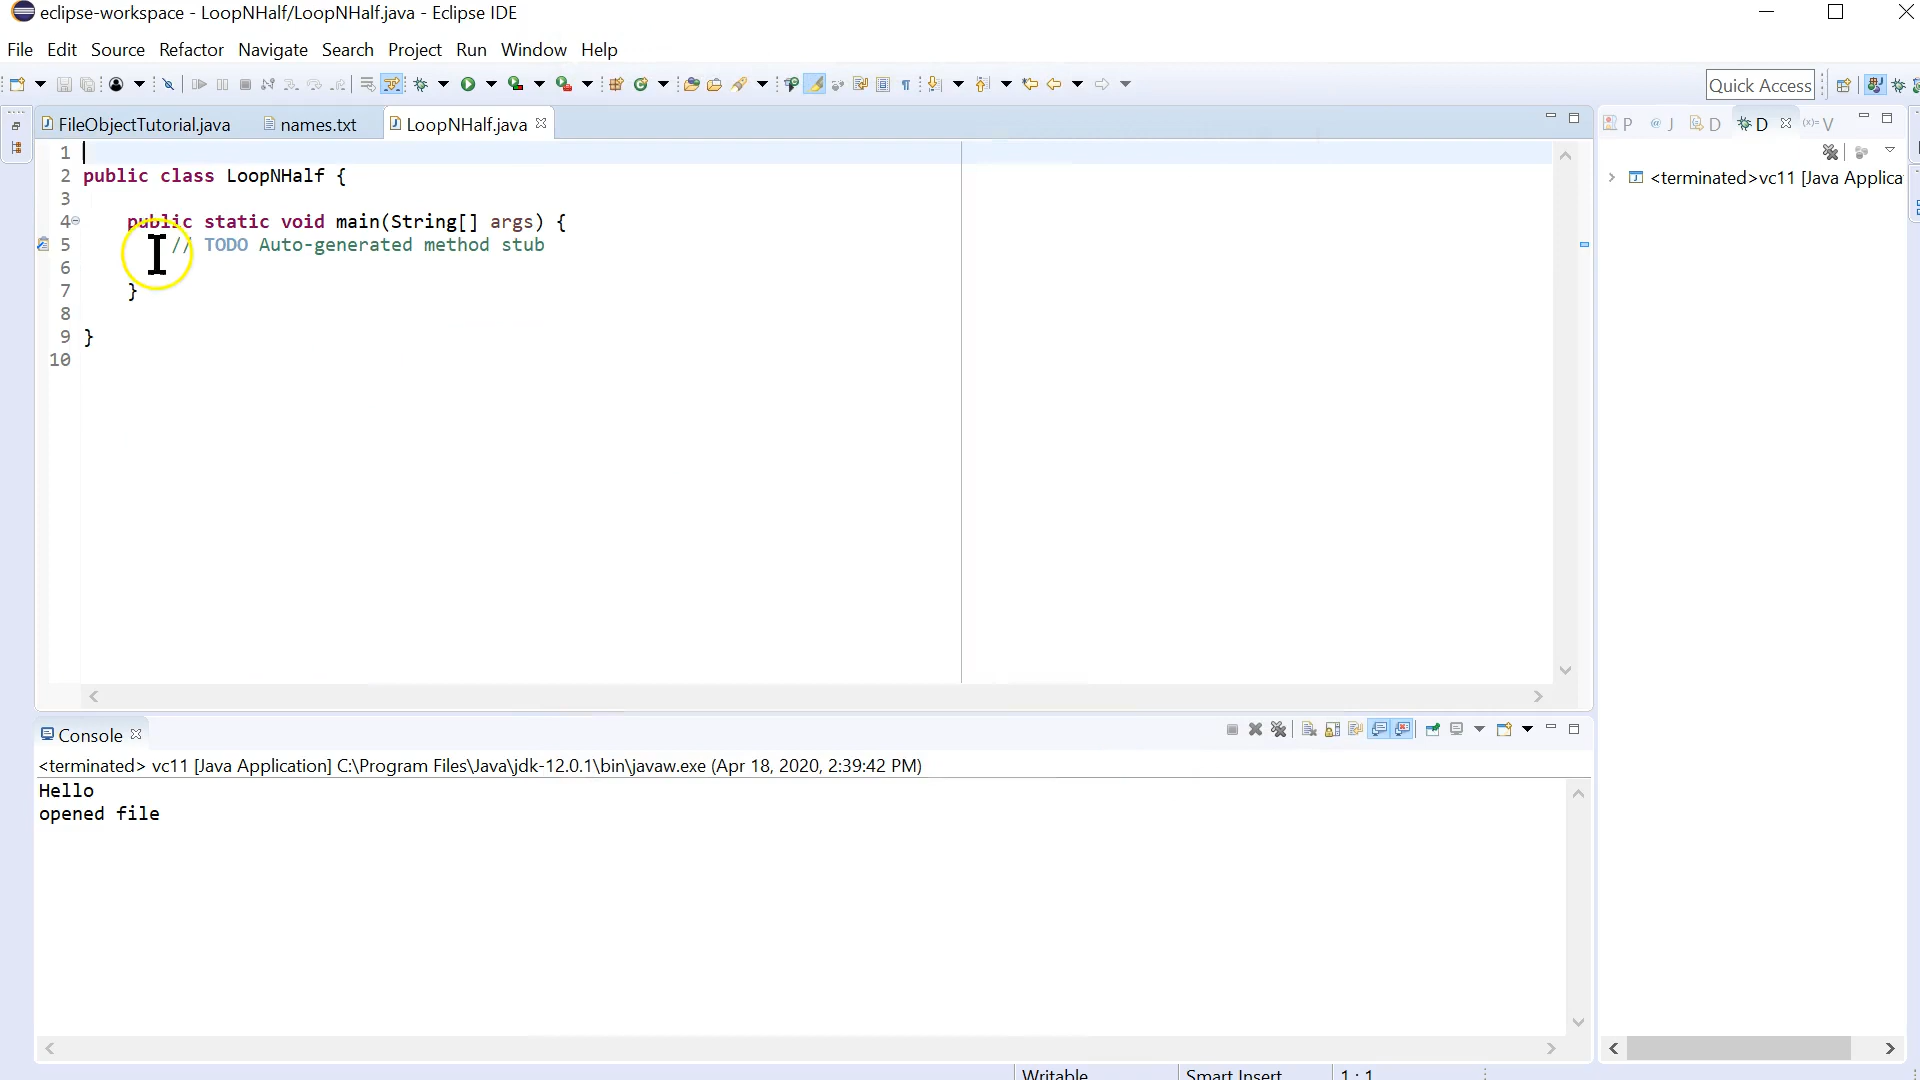 eclipse-workspace - LoopNHalf/LoopNHalf.java - Eclipse IDE
File Edit Source Refactor Navigate Search Project Run Window Help
Quick Access
FileObjectTutorial.java names.txt LoopNHalf.java
P @ J D D (x)= V
1
2 public class LoopNHalf {
<terminated>vc11 [Java Applica
3
4 public static void main(String[] args) {
5 // TODO Auto-generated method stub
6
7 }
8
9 }
10
Console
<terminated> vc11 [Java Application] C:\Program Files\Java\jdk-12.0.1\bin\javaw.exe (Apr 18, 2020, 2:39:42 PM)
Hello
opened file
Writable Smart Insert 1 : 1